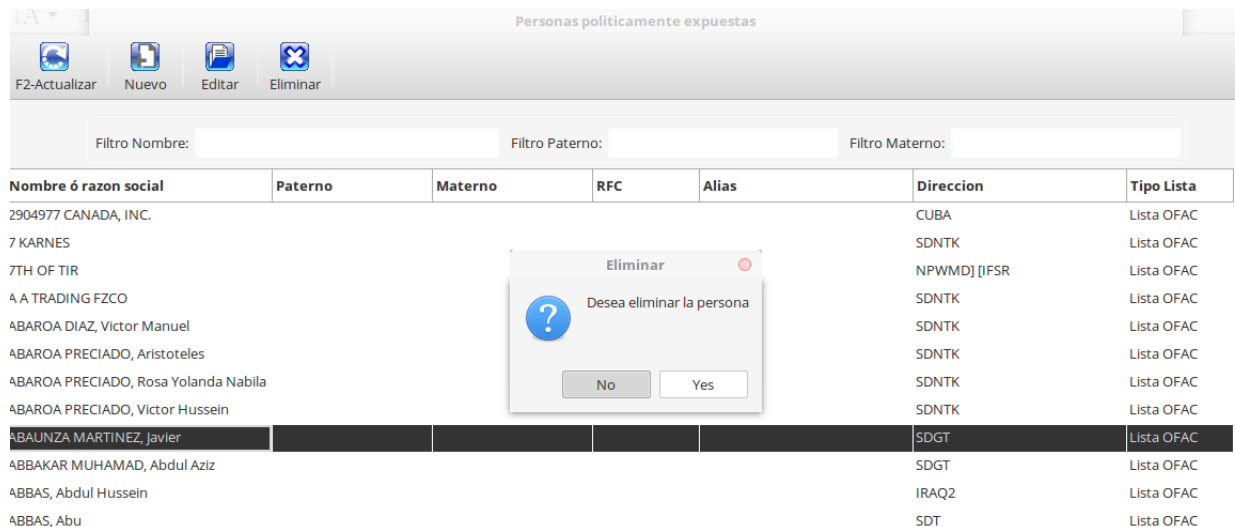 Personas politicamente expuestas
F2-Actualizar Nuevo Editar Eliminar
Filtro Nombre: Filtro Paterno: Filtro Materno:
Nombre ó razon social Paterno Materno RFC Alias Direccion Tipo Lista
2904977 CANADA, INC. CUBA Lista OFAC
7 KARNES SDNTK Lista OFAC
7TH OF TIR NPWMD] [IFSR Lista OFAC
A A TRADING FZCO SDNTK Lista OFAC
ABAROA DIAZ, Victor Manuel SDNTK Lista OFAC
ABAROA PRECIADO, Aristoteles SDNTK Lista OFAC
ABAROA PRECIADO, Rosa Yolanda Nabila SDNTK Lista OFAC
ABAROA PRECIADO, Victor Hussein SDNTK Lista OFAC
ABAUNZA MARTINEZ, Javier SDGT Lista OFAC
ABBAKAR MUHAMAD, Abdul Aziz SDGT Lista OFAC
ABBAS, Abdul Hussein IRAQ2 Lista OFAC
ABBAS, Abu SDT Lista OFAC
Eliminar
Desea eliminar la persona
No Yes